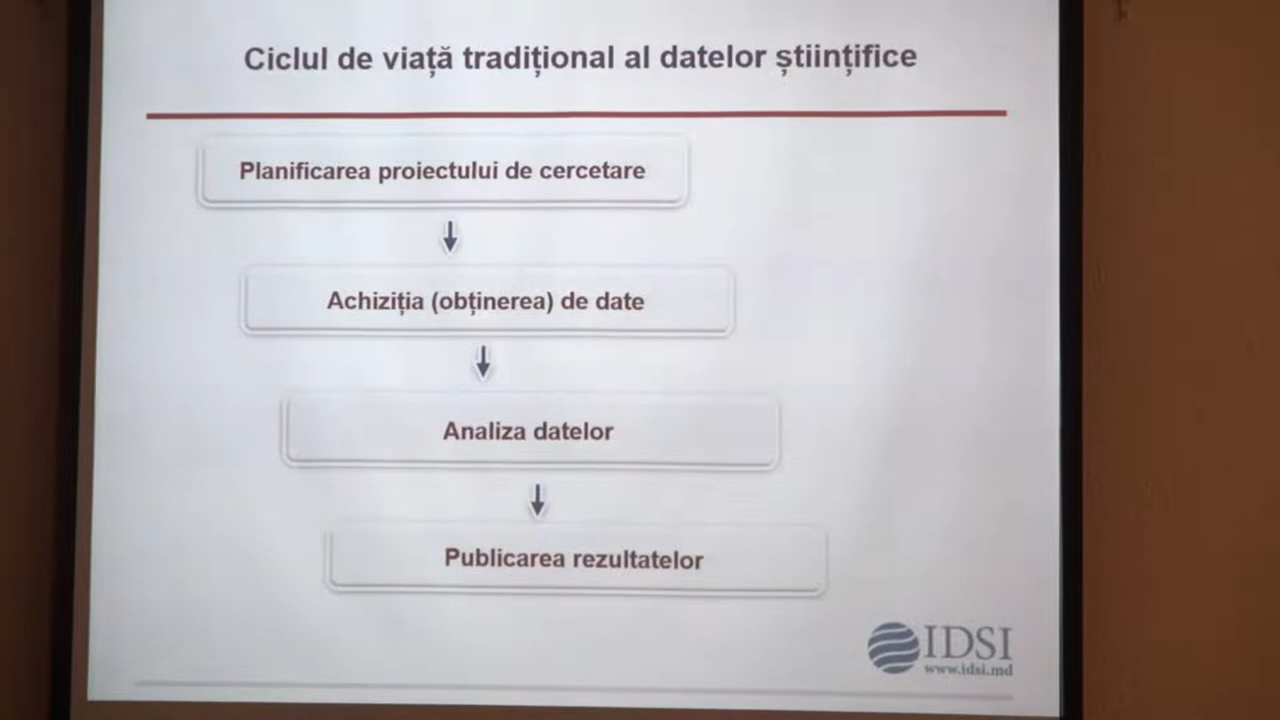 Ciclul de viață tradițional al datelor științifice
Planificarea proiectului de cercetare
Achiziția (obținerea) de date
Analiza datelor
Publicarea rezultatelor
IDSI
www.idsi.md